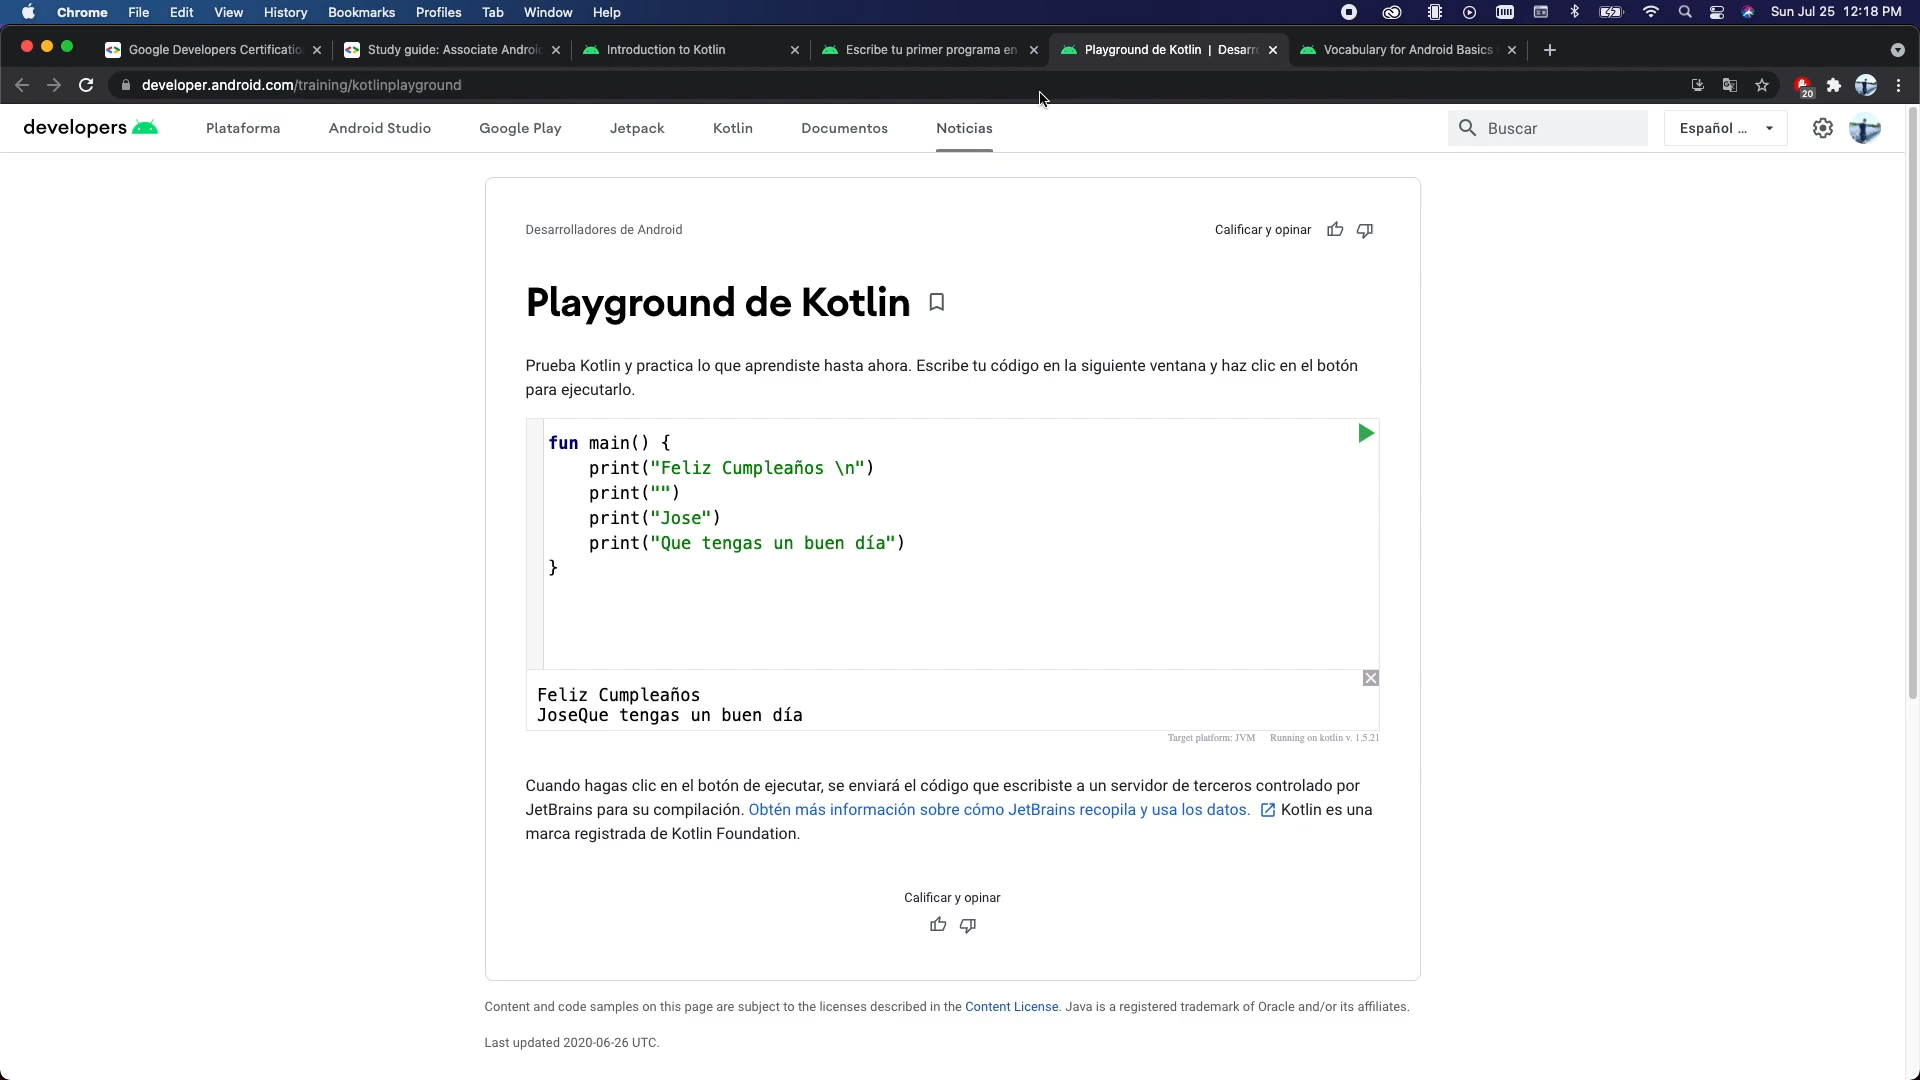 Chrome File Edit View History Bookmarks Profiles Tab Window Help Sun Jul 25 12:18 PM
Google Developers Certificatio Study guide: Associate Androi Introduction to Kotlin Escribe tu primer programa en Playground de Kotlin | Desarr Vocabulary for Android Basics
developer.android.com/training/kotlinplayground 20
developers Plataforma Android Studio Google Play Jetpack Kotlin Documentos Noticias Buscar Español ...
Desarrolladores de Android Calificar y opinar
Playground de Kotlin
Prueba Kotlin y practica lo que aprendiste hasta ahora. Escribe tu código en la siguiente ventana y haz clic en el botón
para ejecutarlo.
fun main() {
print("Feliz Cumpleaños \n")
print("")
print("Jose")
print("Que tengas un buen día")
}
Feliz Cumpleaños
JoseQue tengas un buen día
Target platform: JVM Running on kotlin v. 1.5.21
Cuando hagas clic en el botón de ejecutar, se enviará el código que escribiste a un servidor de terceros controlado por
JetBrains para su compilación. Obtén más información sobre cómo JetBrains recopila y usa los datos. Kotlin es una
marca registrada de Kotlin Foundation.
Calificar y opinar
Content and code samples on this page are subject to the licenses described in the Content License. Java is a registered trademark of Oracle and/or its affiliates.
Last updated 2020-06-26 UTC.